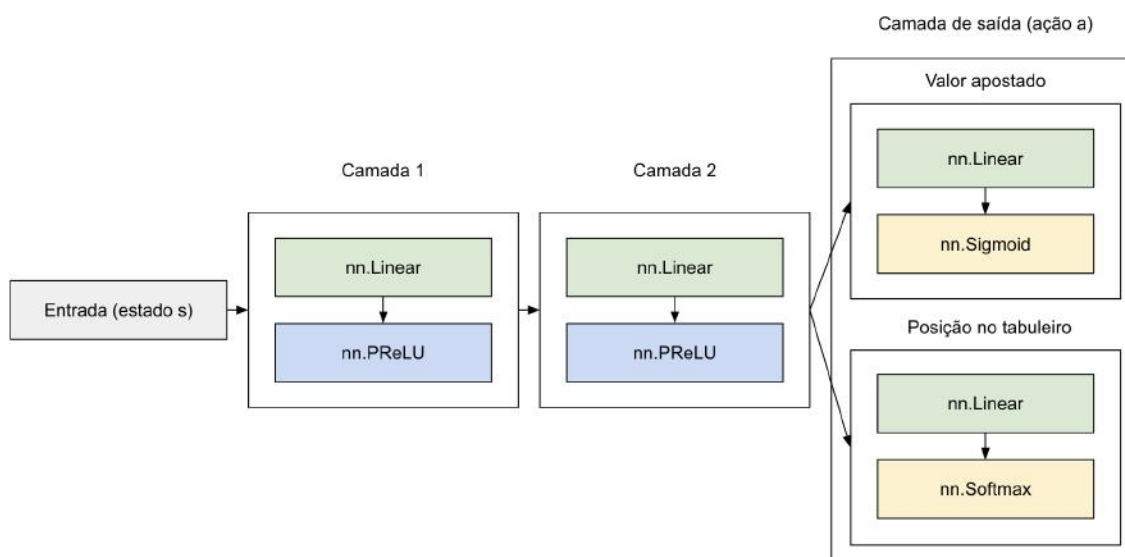 Camada de saída (ação a)
Valor apostado
nn.Linear
nn.Sigmoid
Camada 1
nn.Linear
nn.PReLU
Camada 2
nn.Linear
nn.PReLU
Entrada (estado s)
Posição no tabuleiro
nn.Linear
nn.Softmax